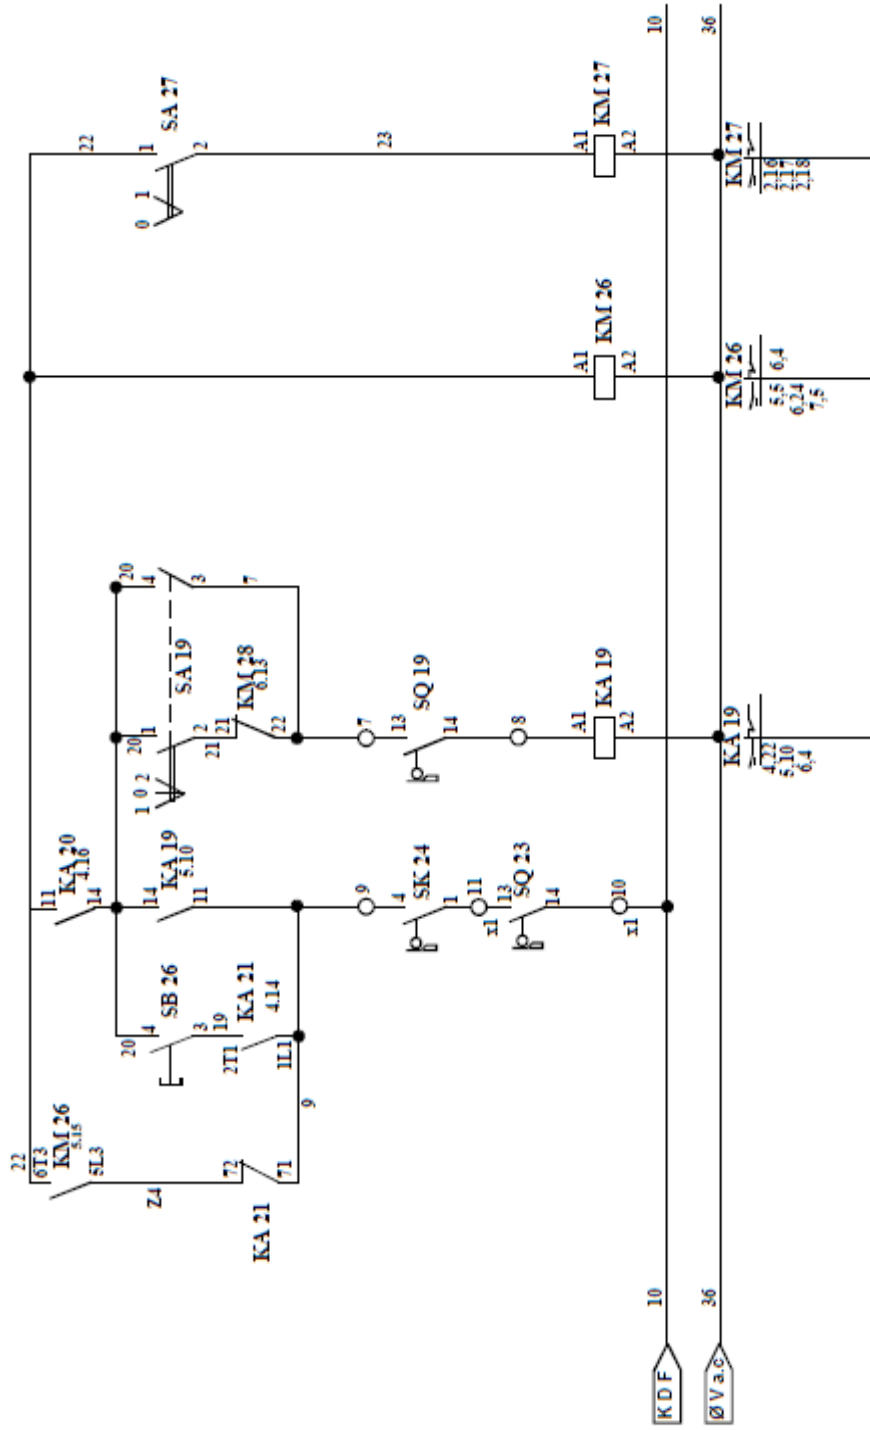 10
36
SA 27
22
1
2
0 1
23
A1
A2
KM 27
KM 27
2,16
2,17
2,18
A1
A2
KM 26
KM 26
5,5
6,24
7,5
6,4
20
4
3
7
SA 19
20
1
2
1 0 2
21
21
22
KM 28
6.13
7
13
14
SQ 19
8
A1
A2
KA 19
KA 19
4,22
5,10
6,4
11
14
KA 20
4.16
14
11
KA 19
5.10
9
4
1
SK 24
11
x1
13
14
SQ 23
10
x1
20
4
3
SB 26
19
2T1
1L1
KA 21
4.14
9
22
6T3
5L3
KM 26
5.15
Z4
72
71
KA 21
10
36
K D F
Ø V a.c